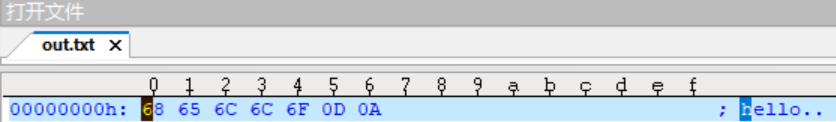 打开文件
out.txt ×
0 1 2 3 4 5 6 7 8 9 a b c d e f
00000000h: 68 65 6C 6C 6F 0D 0A ; hello..